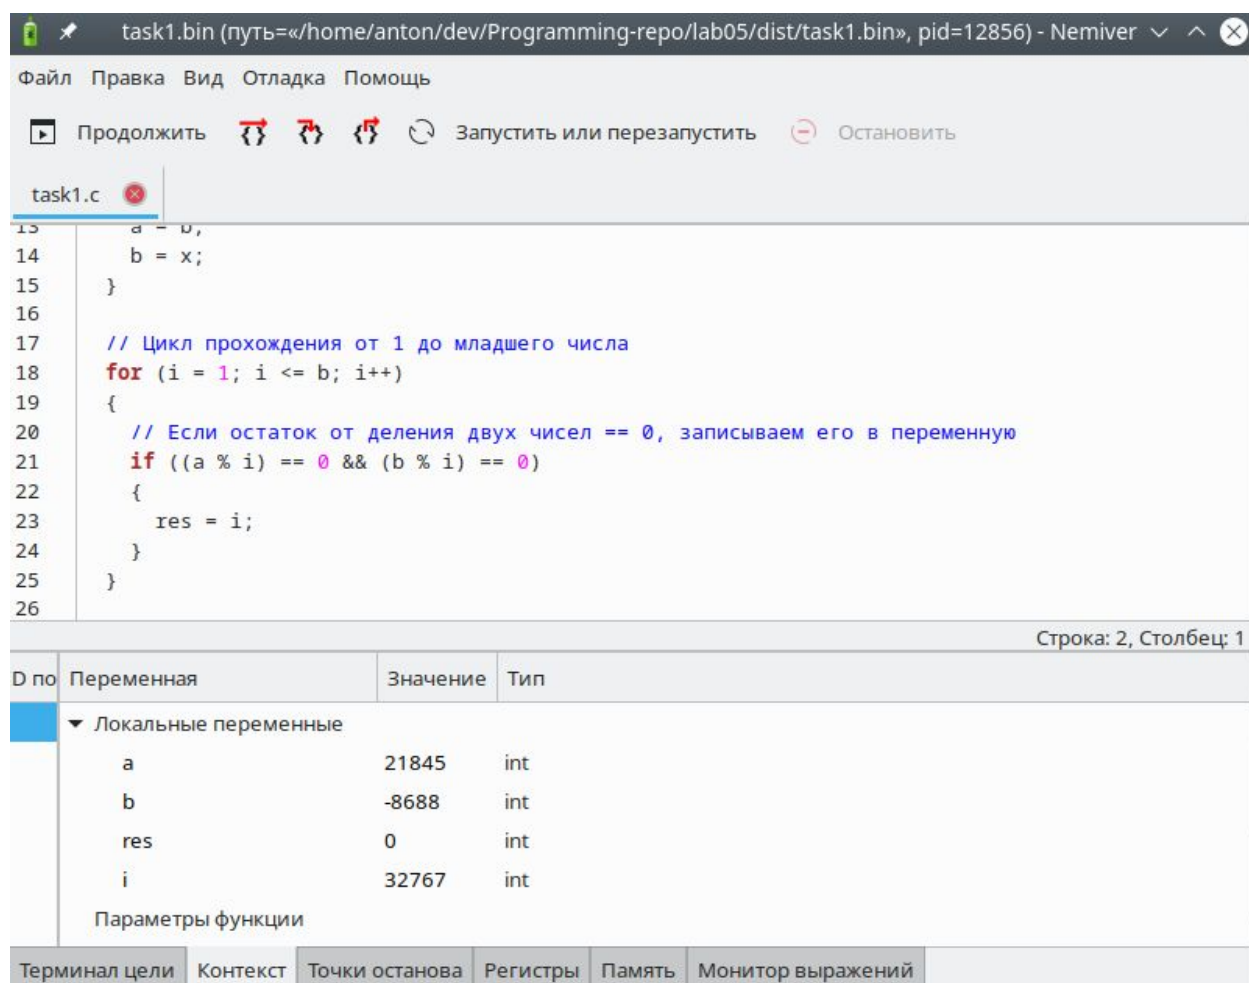 task1.bin (путь=«/home/anton/dev/Programming-repo/lab05/dist/task1.bin», pid=12856) - Nemiver
Файл Правка Вид Отладка Помощь
Продолжить Запустить или перезапустить Остановить
task1.c
13 a = b,
14 b = x;
15 }
16
17 // Цикл прохождения от 1 до младшего числа
18 for (i = 1; i <= b; i++)
19 {
20 // Если остаток от деления двух чисел == 0, записываем его в переменную
21 if ((a % i) == 0 && (b % i) == 0)
22 {
23 res = i;
24 }
25 }
26
Строка: 2, Столбец: 1
D по Переменная Значение Тип
Локальные переменные
a 21845 int
b -8688 int
res 0 int
i 32767 int
Параметры функции
Терминал цели Контекст Точки останова Регистры Память Монитор выражений